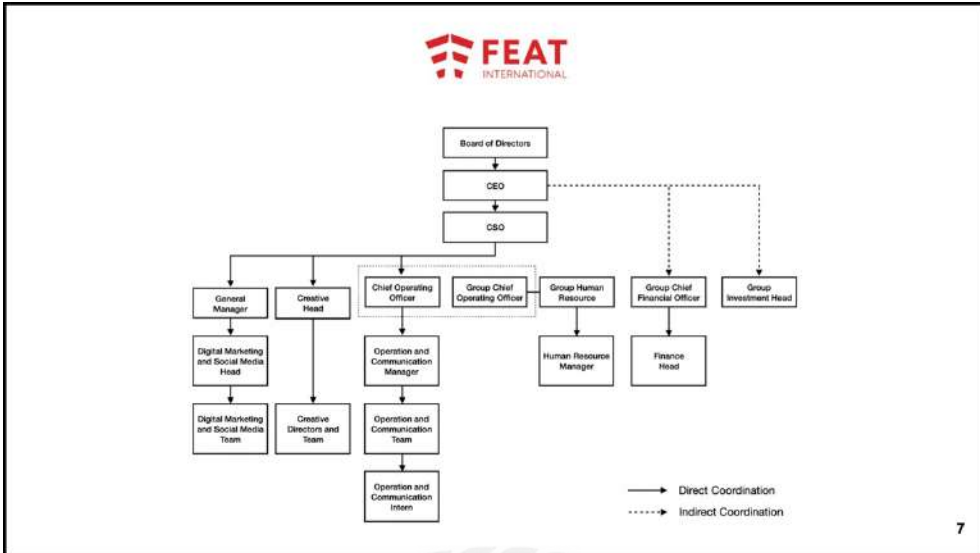 FEAT
INTERNATIONAL
Board of Directors
CEO
CSO
General
Manager
Creative
Head
Chief Operating
Officer
Group Chief
Operating Officer
Group Human
Resource
Group Chief
Financial Officer
Group
Investment Head
Digital Marketing
and Social Media
Head
Operation and
Communication
Manager
Human Resource
Manager
Finance
Head
Digital Marketing
and Social Media
Team
Creative
Directors and
Team
Operation and
Communication
Team
Operation and
Communication
Intern
Direct Coordination
Indirect Coordination
7